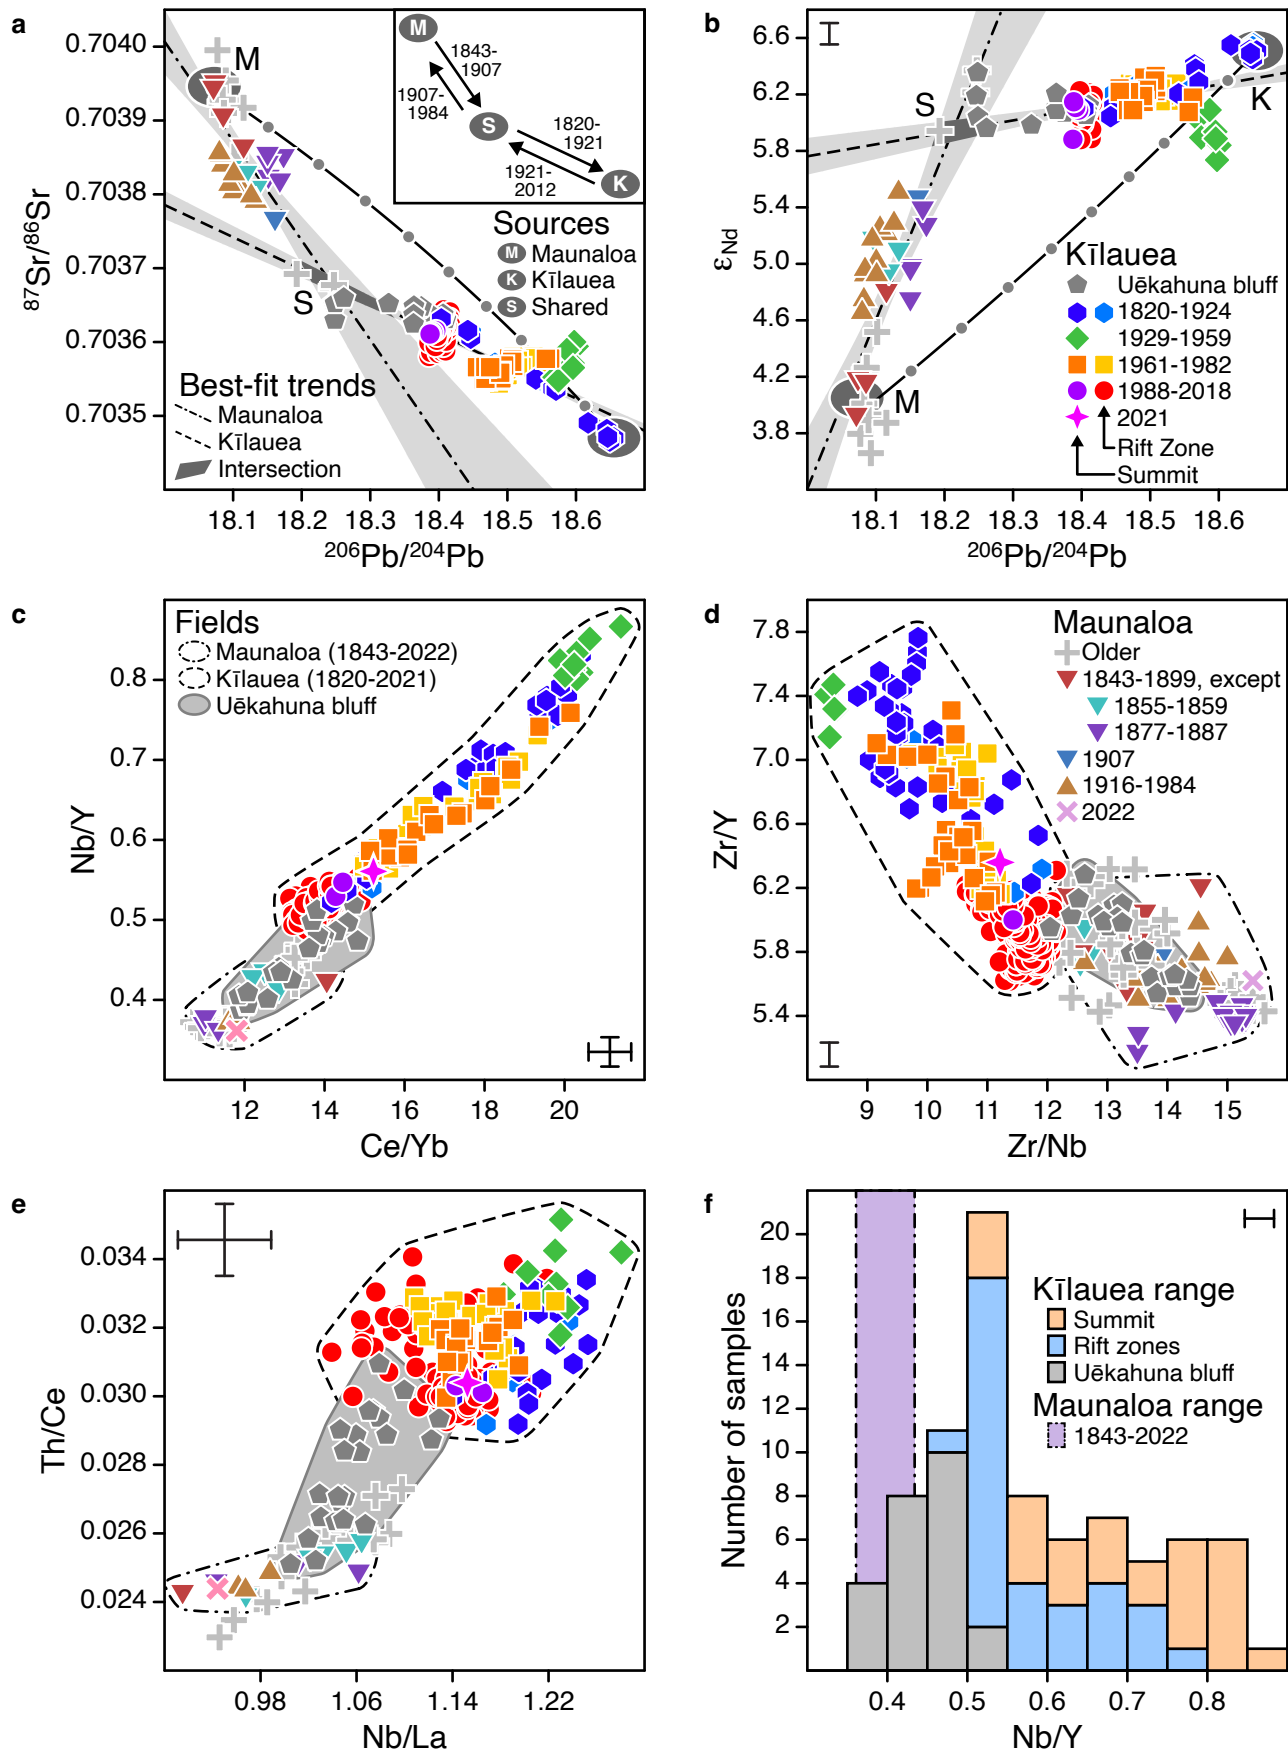 a
0.7040
0.7039
0.7038
0.7037
0.7036
0.7035
87Sr/86Sr
M
S
M
S
K
1843-
1907
1907-
1984
1820-
1921
1921-
2012
Sources
M Maunaloa
K Kīlauea
S Shared
Best-fit trends
Maunaloa
Kīlauea
Intersection
18.1 18.2 18.3 18.4 18.5 18.6
206Pb/204Pb
b
6.6
6.2
5.8
5.4
5.0
4.6
4.2
3.8
εNd
S
K
M
Kīlauea
Uēkahuna bluff
1820-1924
1929-1959
1961-1982
1988-2018
2021
Rift Zone
Summit
18.1 18.2 18.3 18.4 18.5 18.6
206Pb/204Pb
c
0.8
0.7
0.6
0.5
0.4
Nb/Y
Fields
Maunaloa (1843-2022)
Kīlauea (1820-2021)
Uēkahuna bluff
12 14 16 18 20
Ce/Yb
d
7.8
7.4
7.0
6.6
6.2
5.8
5.4
Zr/Y
Maunaloa
Older
1843-1899, except
1855-1859
1877-1887
1907
1916-1984
2022
9 10 11 12 13 14 15
Zr/Nb
e
0.034
0.032
0.030
0.028
0.026
0.024
Th/Ce
0.98 1.06 1.14 1.22
Nb/La
f
20
18
16
14
12
10
8
6
4
2
Number of samples
Kīlauea range
Summit
Rift zones
Uēkahuna bluff
Maunaloa range
1843-2022
0.4 0.5 0.6 0.7 0.8
Nb/Y